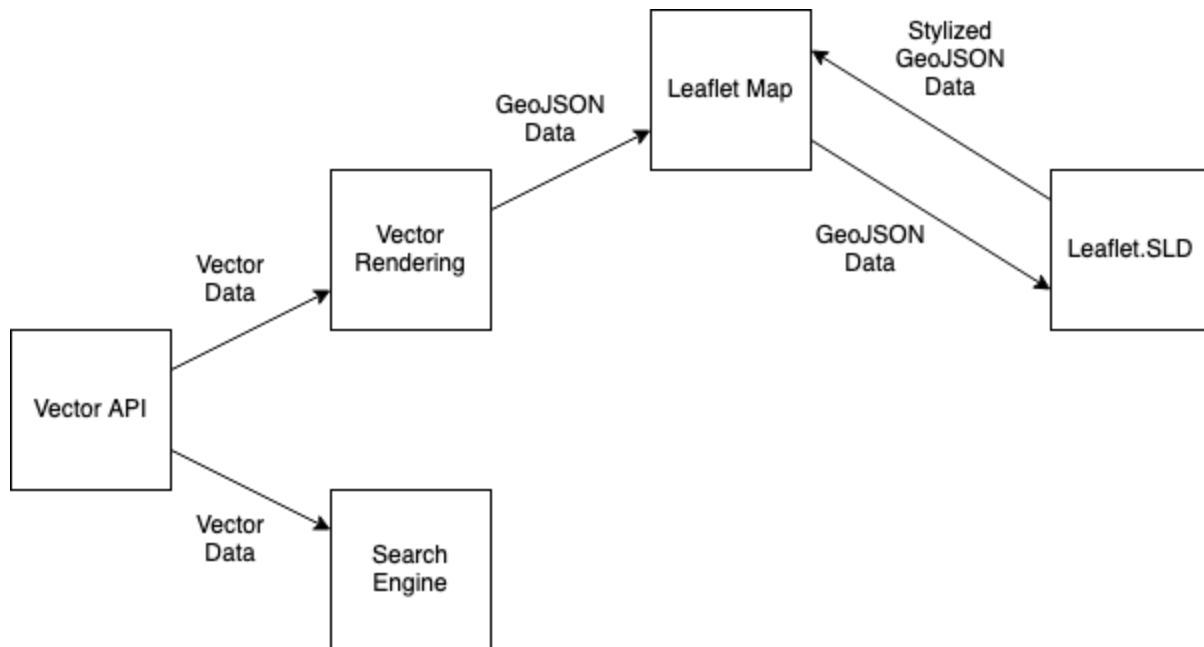 Stylized
GeoJSON
Data
Leaflet Map
GeoJSON
Data
Vector
Rendering
GeoJSON
Data
Leaflet.SLD
Vector
Data
Vector API
Vector
Data
Search
Engine